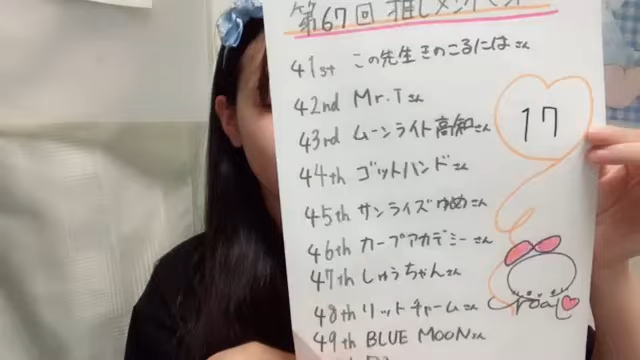 第67回 推しメン
41st この先生きのこるにはさん
42nd Mr.Tさん
43rd ムーンライト高知さん
44th ゴットハンドさん
45th サンライズゆめさん
46th カープアカデミーさん
47th しゅうちゃんさん
48th リットチャームさん
49th BLUE MOONさん
17